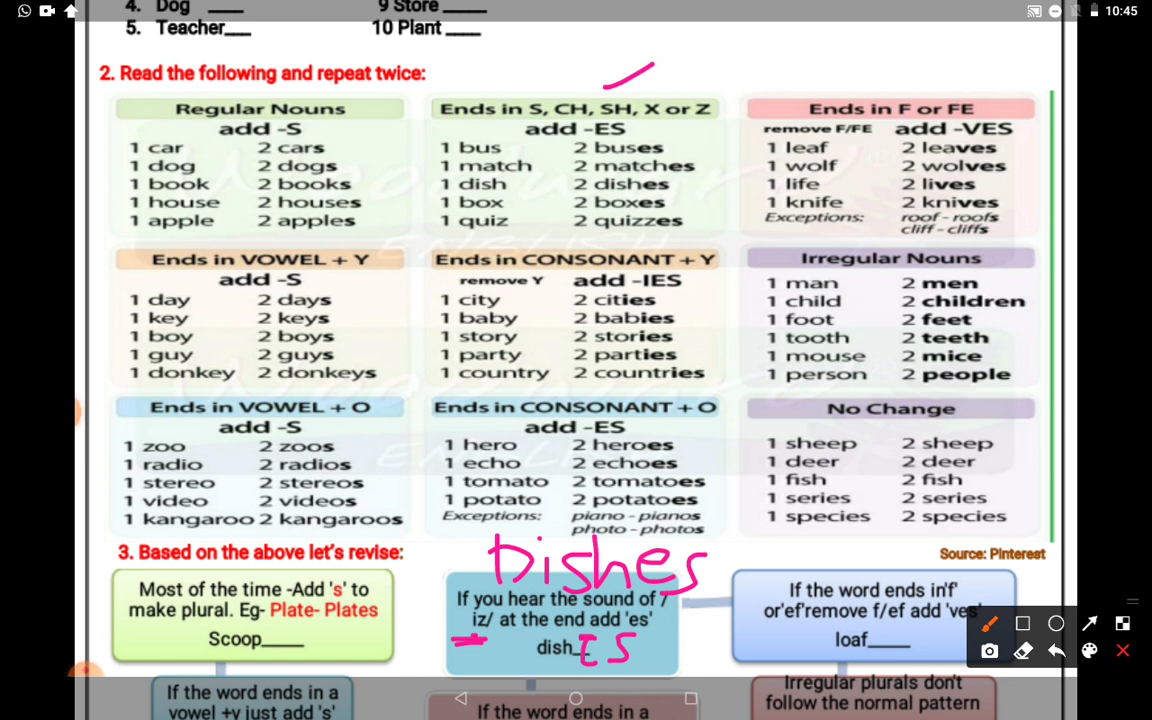 10:45
4. Dog ____ 9 Store _____
5. Teacher___ 10 Plant ____
2. Read the following and repeat twice:
Regular Nouns
add -S
1 car 2 cars
1 dog 2 dogs
1 book 2 books
1 house 2 houses
1 apple 2 apples
Ends in S, CH, SH, X or Z
add -ES
1 bus 2 buses
1 match 2 matches
1 dish 2 dishes
1 box 2 boxes
1 quiz 2 quizzes
Ends in F or FE
remove F/FE add -VES
1 leaf 2 leaves
1 wolf 2 wolves
1 life 2 lives
1 knife 2 knives
Exceptions: roof - roofs
cliff - cliffs
Ends in VOWEL + Y
add -S
1 day 2 days
1 key 2 keys
1 boy 2 boys
1 guy 2 guys
1 donkey 2 donkeys
Ends in CONSONANT + Y
remove Y add -IES
1 city 2 cities
1 baby 2 babies
1 story 2 stories
1 party 2 parties
1 country 2 countries
Irregular Nouns
1 man 2 men
1 child 2 children
1 foot 2 feet
1 tooth 2 teeth
1 mouse 2 mice
1 person 2 people
Ends in VOWEL + O
add -S
1 zoo 2 zoos
1 radio 2 radios
1 stereo 2 stereos
1 video 2 videos
1 kangaroo 2 kangaroos
Ends in CONSONANT + O
add -ES
1 hero 2 heroes
1 echo 2 echoes
1 tomato 2 tomatoes
1 potato 2 potatoes
Exceptions: piano - pianos
photo - photos
No Change
1 sheep 2 sheep
1 deer 2 deer
1 fish 2 fish
1 series 2 series
1 species 2 species
3. Based on the above let's revise:
Source: Pinterest
Dishes
Most of the time -Add 's' to
make plural. Eg- Plate- Plates
Scoop_____
If you hear the sound of /
iz/ at the end add 'es'
dish__ES
If the word ends in'f'
or'ef'remove f/ef add 'ves'
loaf_____
If the word ends in a
vowel +y just add 's'
If the word ends in a
Irregular plurals don't
follow the normal pattern